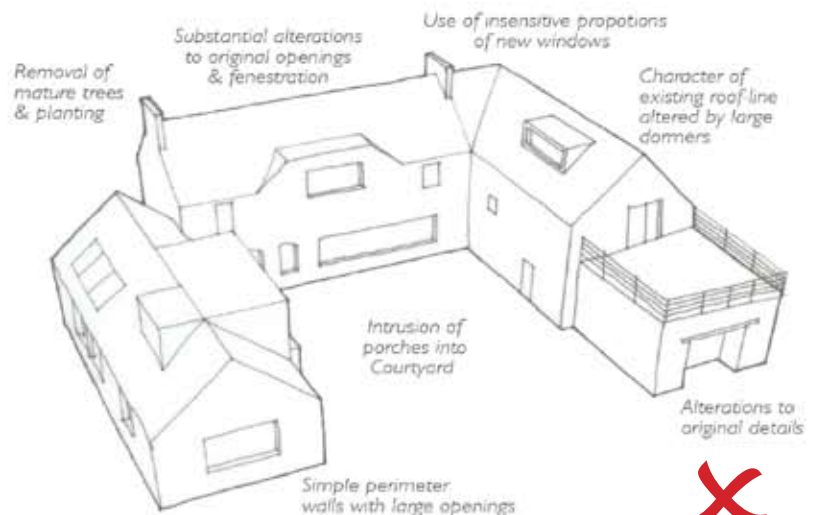 Removal of
mature trees
& planting
Substantial alterations
to original openings
& fenestration
Use of insensitive propotions
of new windows
Character of
existing roof-line
altered by large
dormers
Intrusion of
porches into
Courtyard
Alterations to
original details
Simple perimeter
walls with large openings